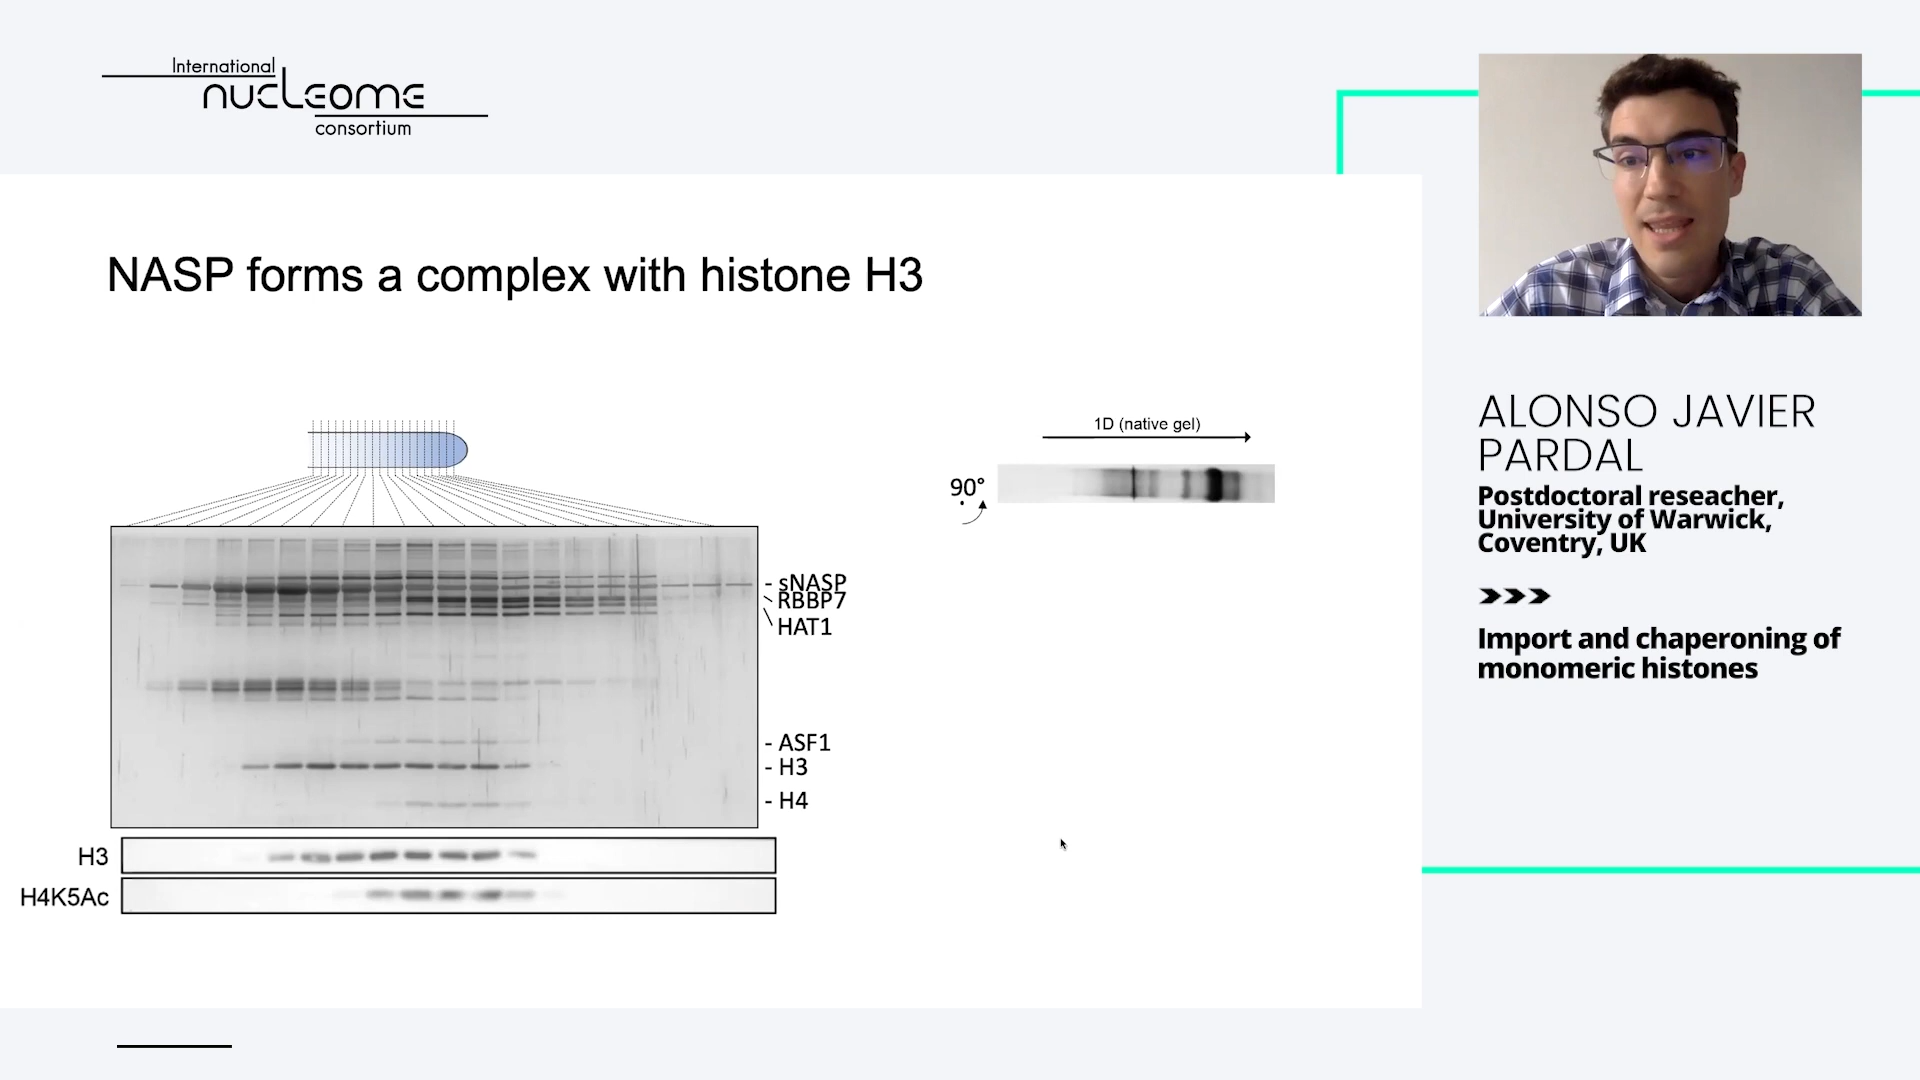 International
nucleome
consortium
NASP forms a complex with histone H3
1D (native gel)
90°
- sNASP
RBBP7
HAT1
- ASF1
- H3
- H4
H3
H4K5Ac
ALONSO JAVIER
PARDAL
Postdoctoral reseacher,
University of Warwick,
Coventry, UK
Import and chaperoning of
monomeric histones